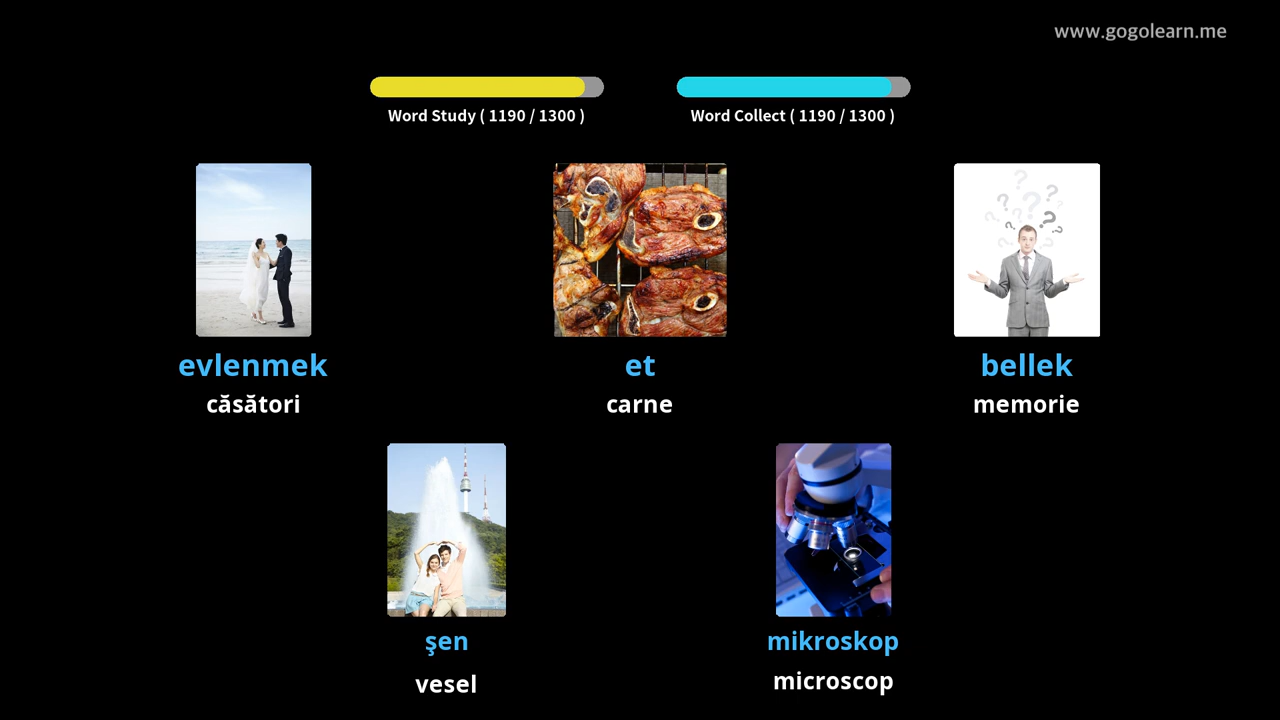 www.gogolearn.me
Word Study ( 1190 / 1300 )
Word Collect ( 1190 / 1300 )
evlenmek
căsători
et
carne
bellek
memorie
şen
vesel
mikroskop
microscop